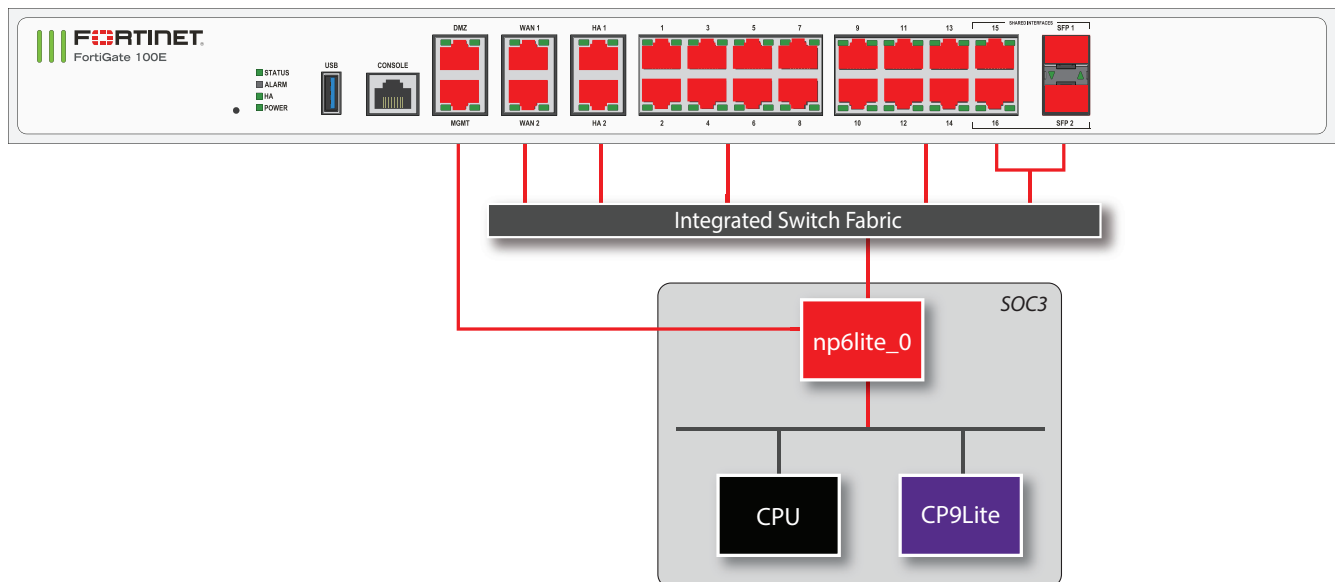 FORTINET
FortiGate 100E
STATUS
ALARM
HA
POWER
USB
CONSOLE
DMZ
MGMT
WAN 1
WAN 2
HA 1
HA 2
1 3 5 7
2 4 6 8
9 11 13 15
10 12 14 16
SHARED INTERFACES
SFP 1
SFP 2
Integrated Switch Fabric
SOC3
np6lite_0
CPU
CP9Lite